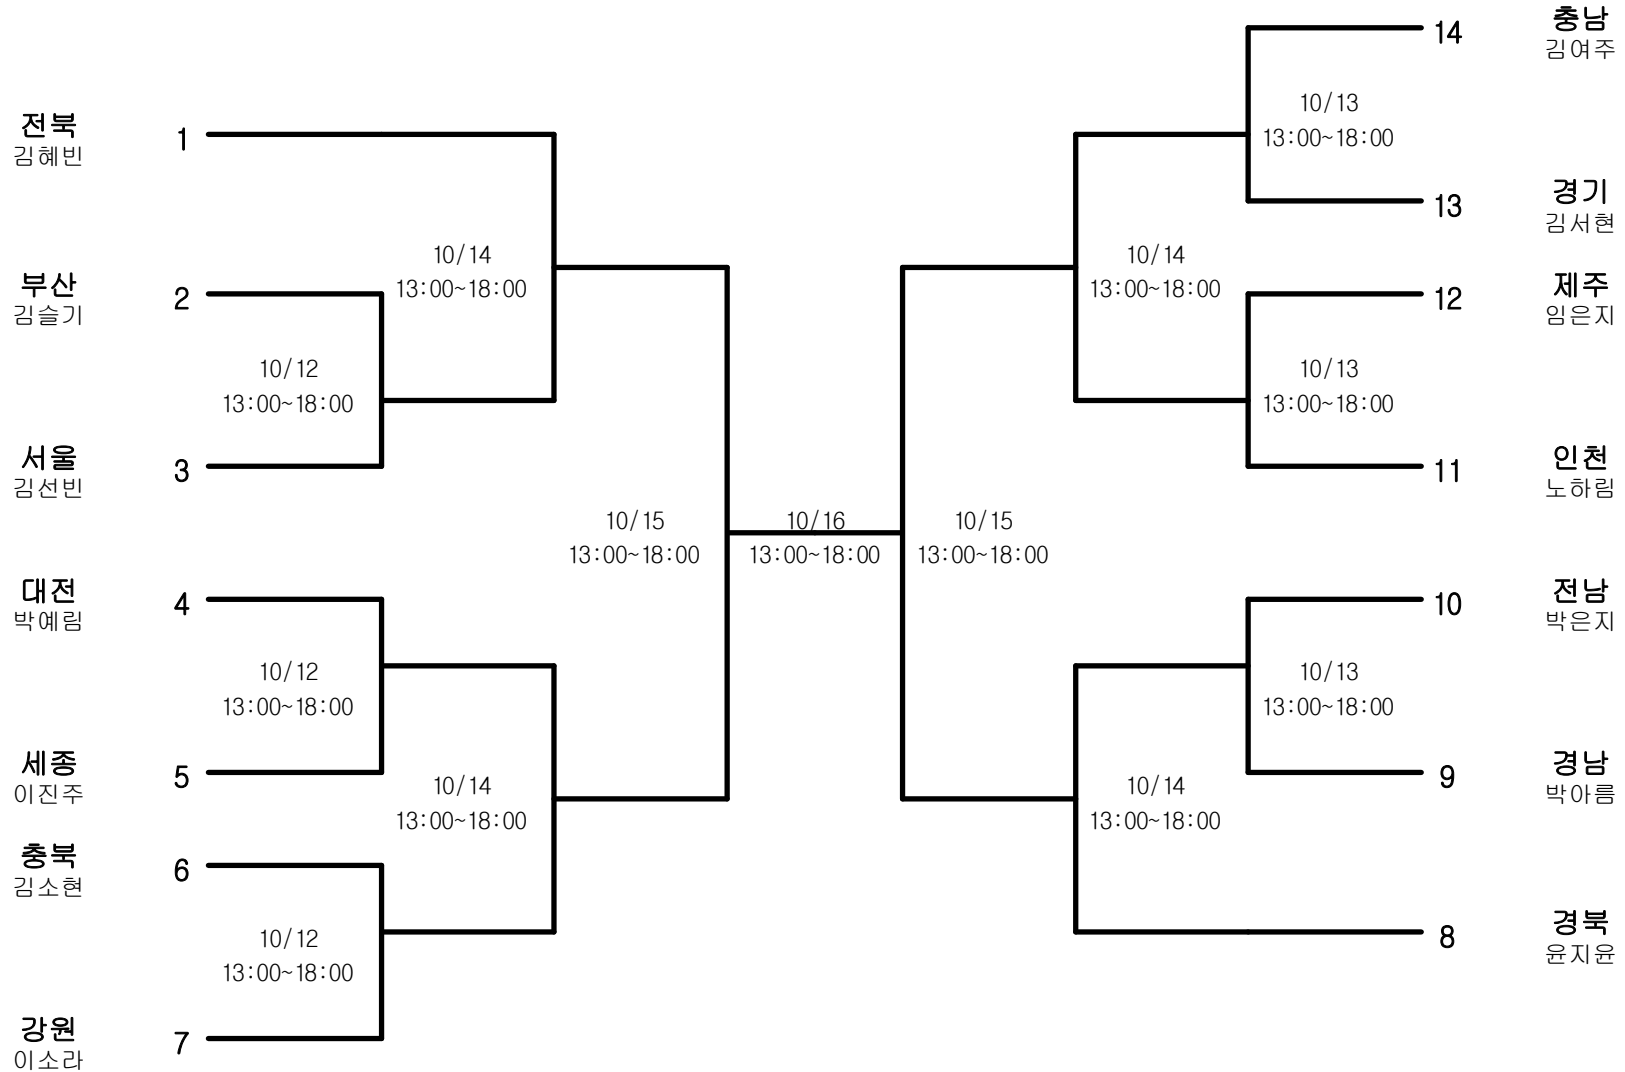 전북
김혜빈
1
부산
김슬기
2
10/12
13:00~18:00
서울
김선빈
3
10/14
13:00~18:00
대전
박예림
4
10/12
13:00~18:00
세종
이진주
5
충북
김소현
6
10/12
13:00~18:00
강원
이소라
7
10/14
13:00~18:00
10/15
13:00~18:00
10/16
13:00~18:00
10/15
13:00~18:00
14
충남
김여주
10/13
13:00~18:00
13
경기
김서현
10/14
13:00~18:00
12
제주
임은지
10/13
13:00~18:00
11
인천
노하림
10
전남
박은지
10/13
13:00~18:00
9
경남
박아름
10/14
13:00~18:00
8
경북
윤지윤